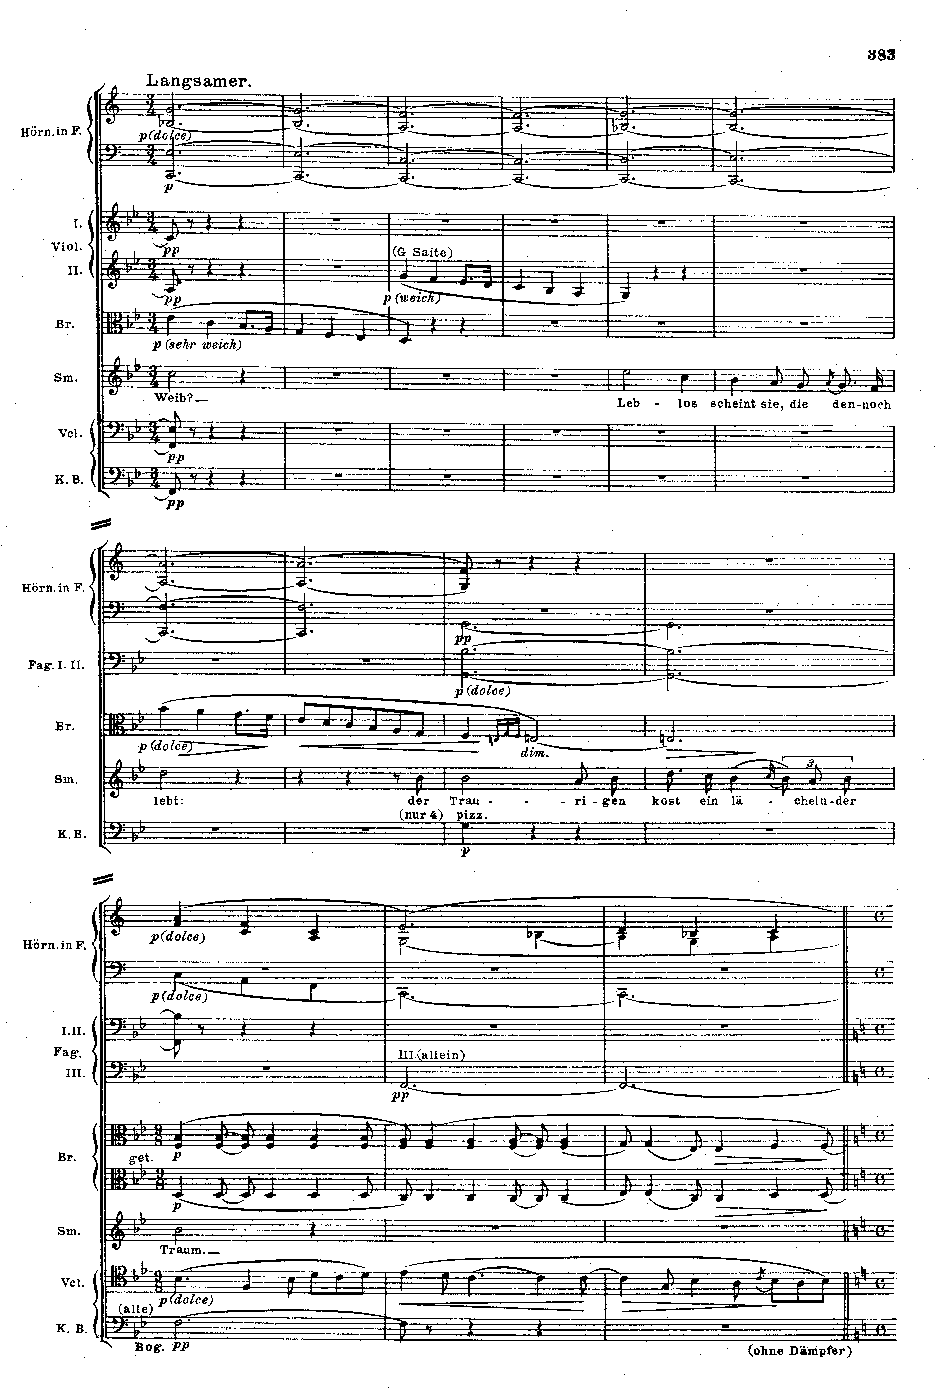 383
Langsamer.
Hörn. in F.
p (dolce)
p
I.
Viol.
II.
pp
(G Saite)
pp
p (weich)
Br.
p (sehr weich)
Sm.
Weib?
Leb - los scheint sie, die den-noch
Vcl.
pp
K. B.
pp
Hörn. in F.
pp
Fag. I. II.
p (dolce)
Br.
p (dolce)
dim.
Sm.
3
lebt: der Trau - - - ri - gen kost ein lä - cheln-der
(nur 4) pizz.
K. B.
p
Hörn. in F.
p (dolce)
p (dolce)
I. II.
Fag.
III.
III. (allein)
pp
Br.
get. p
p
Sm.
Traum.
Vcl.
p (dolce)
(alle)
K. B.
Bog. pp
(ohne Dämpfer)